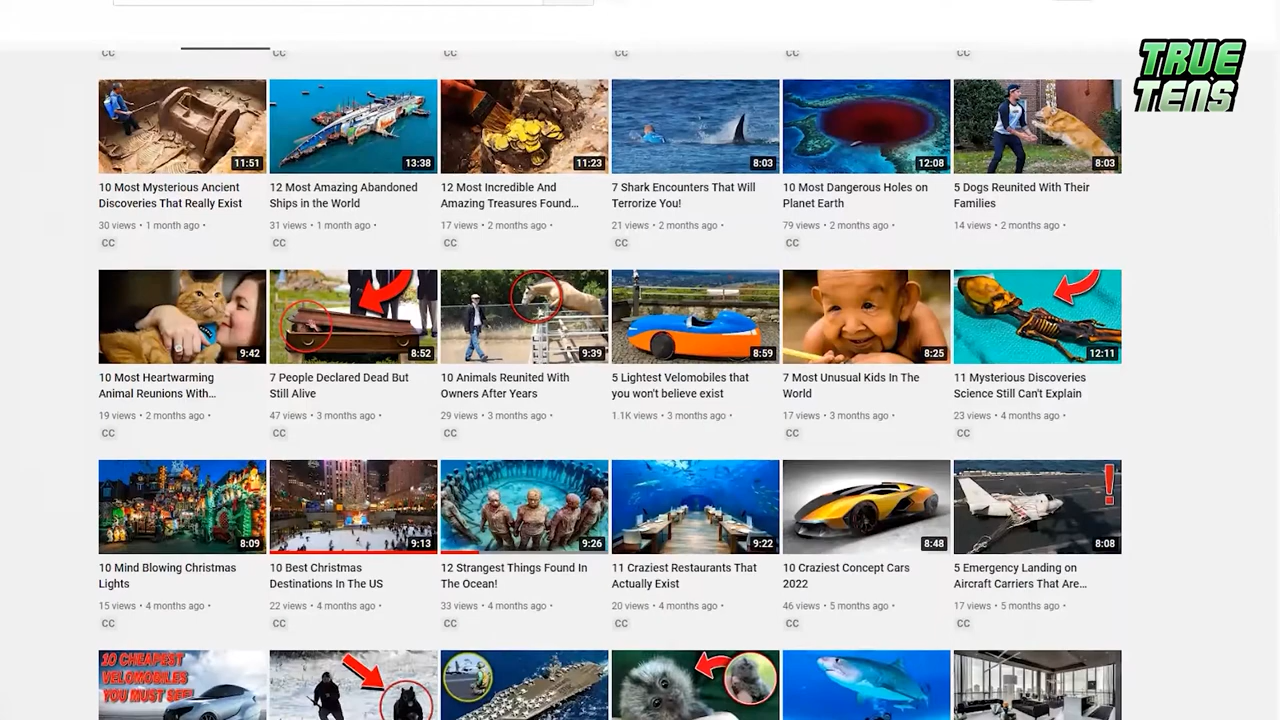 CC CC CC CC CC CC
TRUE
TENS
11:51 13:38 11:23 8:03 12:08 8:03
10 Most Mysterious Ancient
Discoveries That Really Exist
30 views • 1 month ago •
CC
12 Most Amazing Abandoned
Ships in the World
31 views • 1 month ago •
CC
12 Most Incredible And
Amazing Treasures Found...
17 views • 2 months ago •
CC
7 Shark Encounters That Will
Terrorize You!
21 views • 2 months ago •
CC
10 Most Dangerous Holes on
Planet Earth
79 views • 2 months ago •
CC
5 Dogs Reunited With Their
Families
14 views • 2 months ago •
9:42 8:52 9:39 8:59 8:25 12:11
10 Most Heartwarming
Animal Reunions With...
19 views • 2 months ago •
CC
7 People Declared Dead But
Still Alive
47 views • 3 months ago •
CC
10 Animals Reunited With
Owners After Years
29 views • 3 months ago •
CC
5 Lightest Velomobiles that
you won't believe exist
1.1K views • 3 months ago •
7 Most Unusual Kids In The
World
17 views • 3 months ago •
CC
11 Mysterious Discoveries
Science Still Can't Explain
23 views • 4 months ago •
CC
8:09 9:13 9:26 9:22 8:48 8:08
10 Mind Blowing Christmas
Lights
15 views • 4 months ago •
CC
10 Best Christmas
Destinations In The US
22 views • 4 months ago •
CC
12 Strangest Things Found In
The Ocean!
33 views • 4 months ago •
CC
11 Craziest Restaurants That
Actually Exist
20 views • 4 months ago •
CC
10 Craziest Concept Cars
2022
46 views • 5 months ago •
CC
5 Emergency Landing on
Aircraft Carriers That Are...
17 views • 5 months ago •
CC
10 CHEAPEST
VELOMOBILES
YOU MUST SEE!